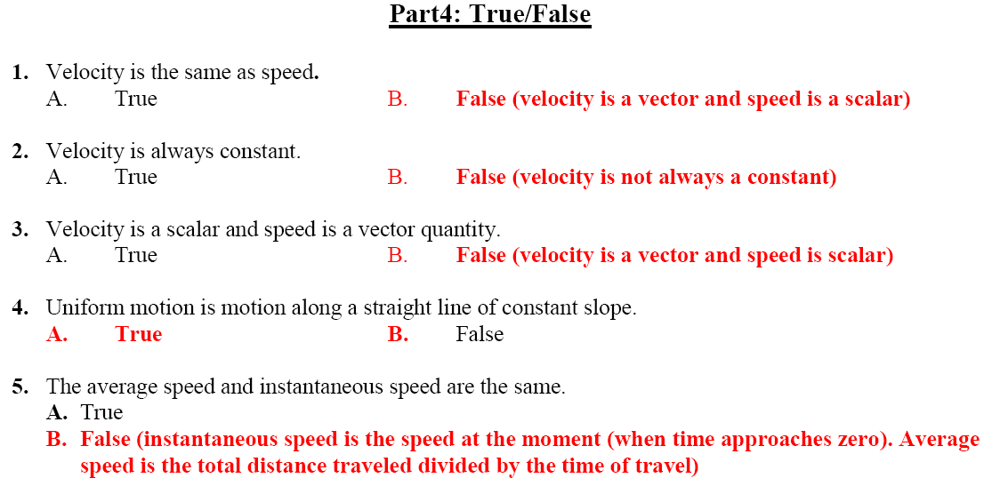 Part4: True/False
1. Velocity is the same as speed.
A. True B. False (velocity is a vector and speed is a scalar)
2. Velocity is always constant.
A. True B. False (velocity is not always a constant)
3. Velocity is a scalar and speed is a vector quantity.
A. True B. False (velocity is a vector and speed is scalar)
4. Uniform motion is motion along a straight line of constant slope.
A. True B. False
5. The average speed and instantaneous speed are the same.
A. True
B. False (instantaneous speed is the speed at the moment (when time approaches zero). Average
speed is the total distance traveled divided by the time of travel)